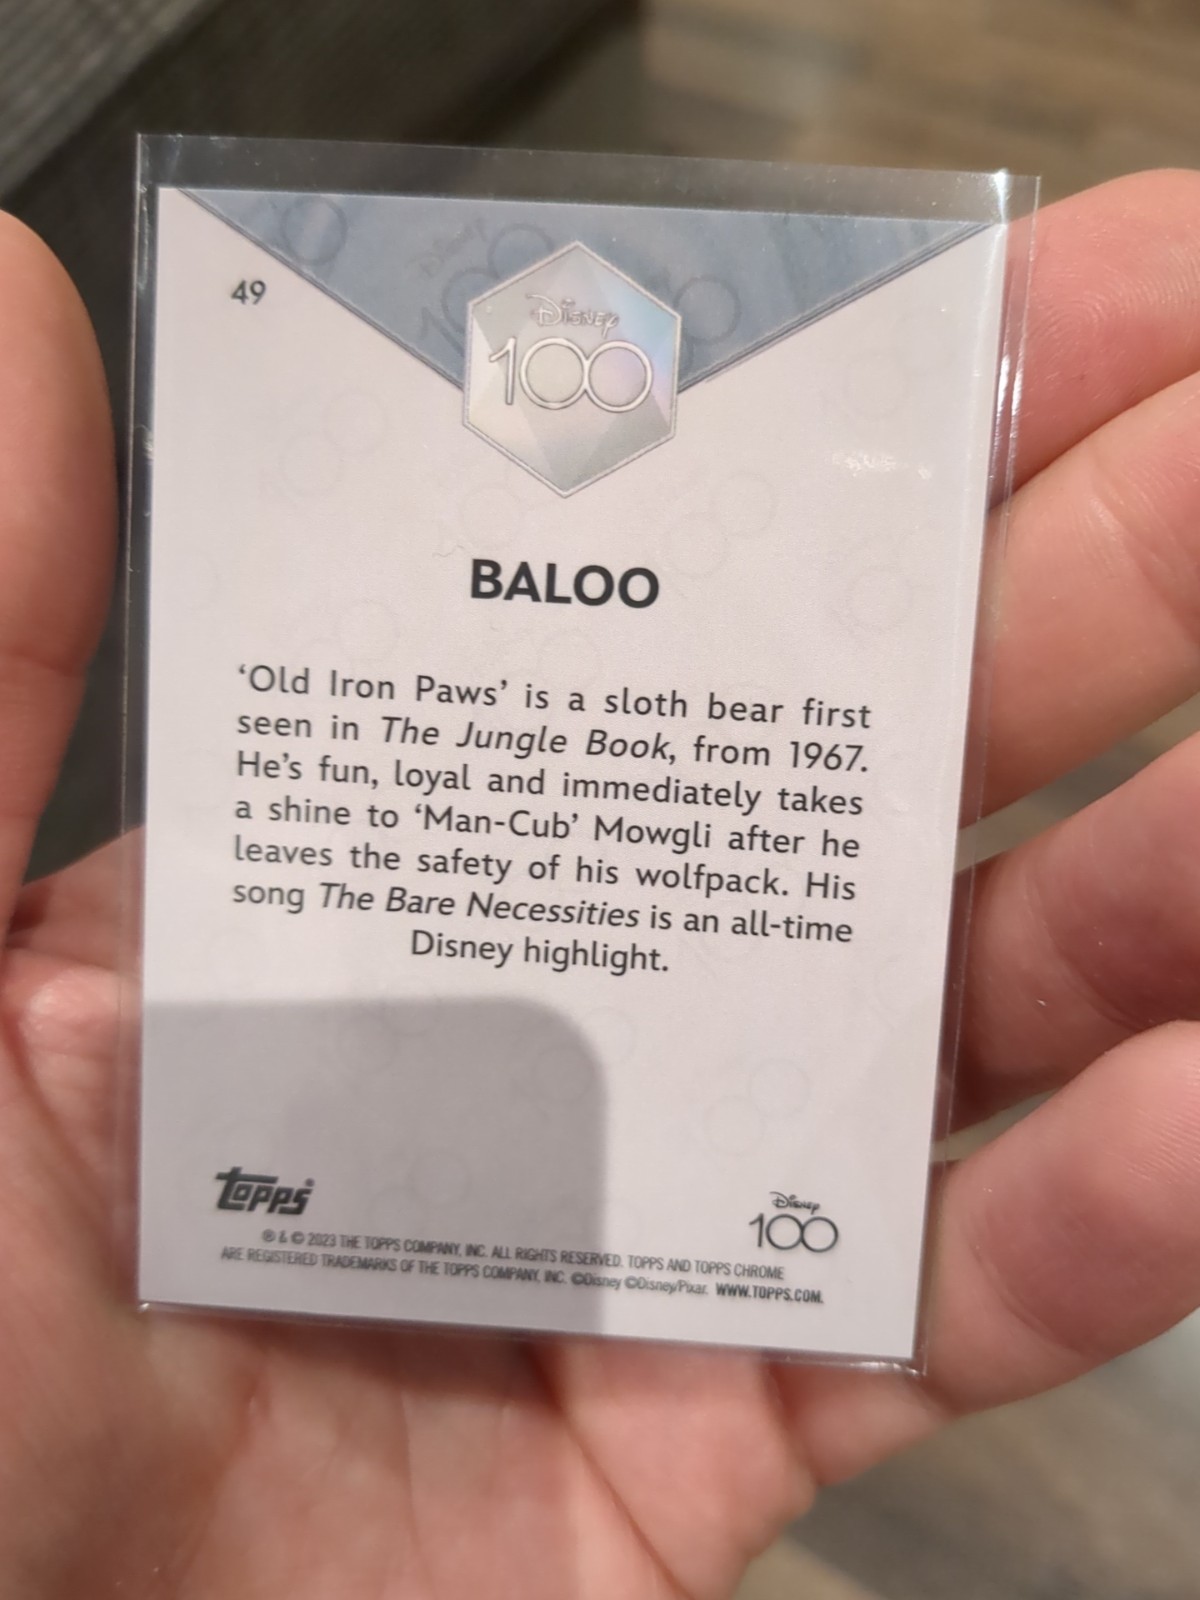 49
Disney
100
BALOO
‘Old Iron Paws’ is a sloth bear first
seen in The Jungle Book, from 1967.
He’s fun, loyal and immediately takes
a shine to ‘Man-Cub’ Mowgli after he
leaves the safety of his wolfpack. His
song The Bare Necessities is an all-time
Disney highlight.
Topps®
Disney
100
® & © 2023 THE TOPPS COMPANY, INC. ALL RIGHTS RESERVED. TOPPS AND TOPPS CHROME
ARE REGISTERED TRADEMARKS OF THE TOPPS COMPANY, INC. ©Disney ©Disney/Pixar. WWW.TOPPS.COM.